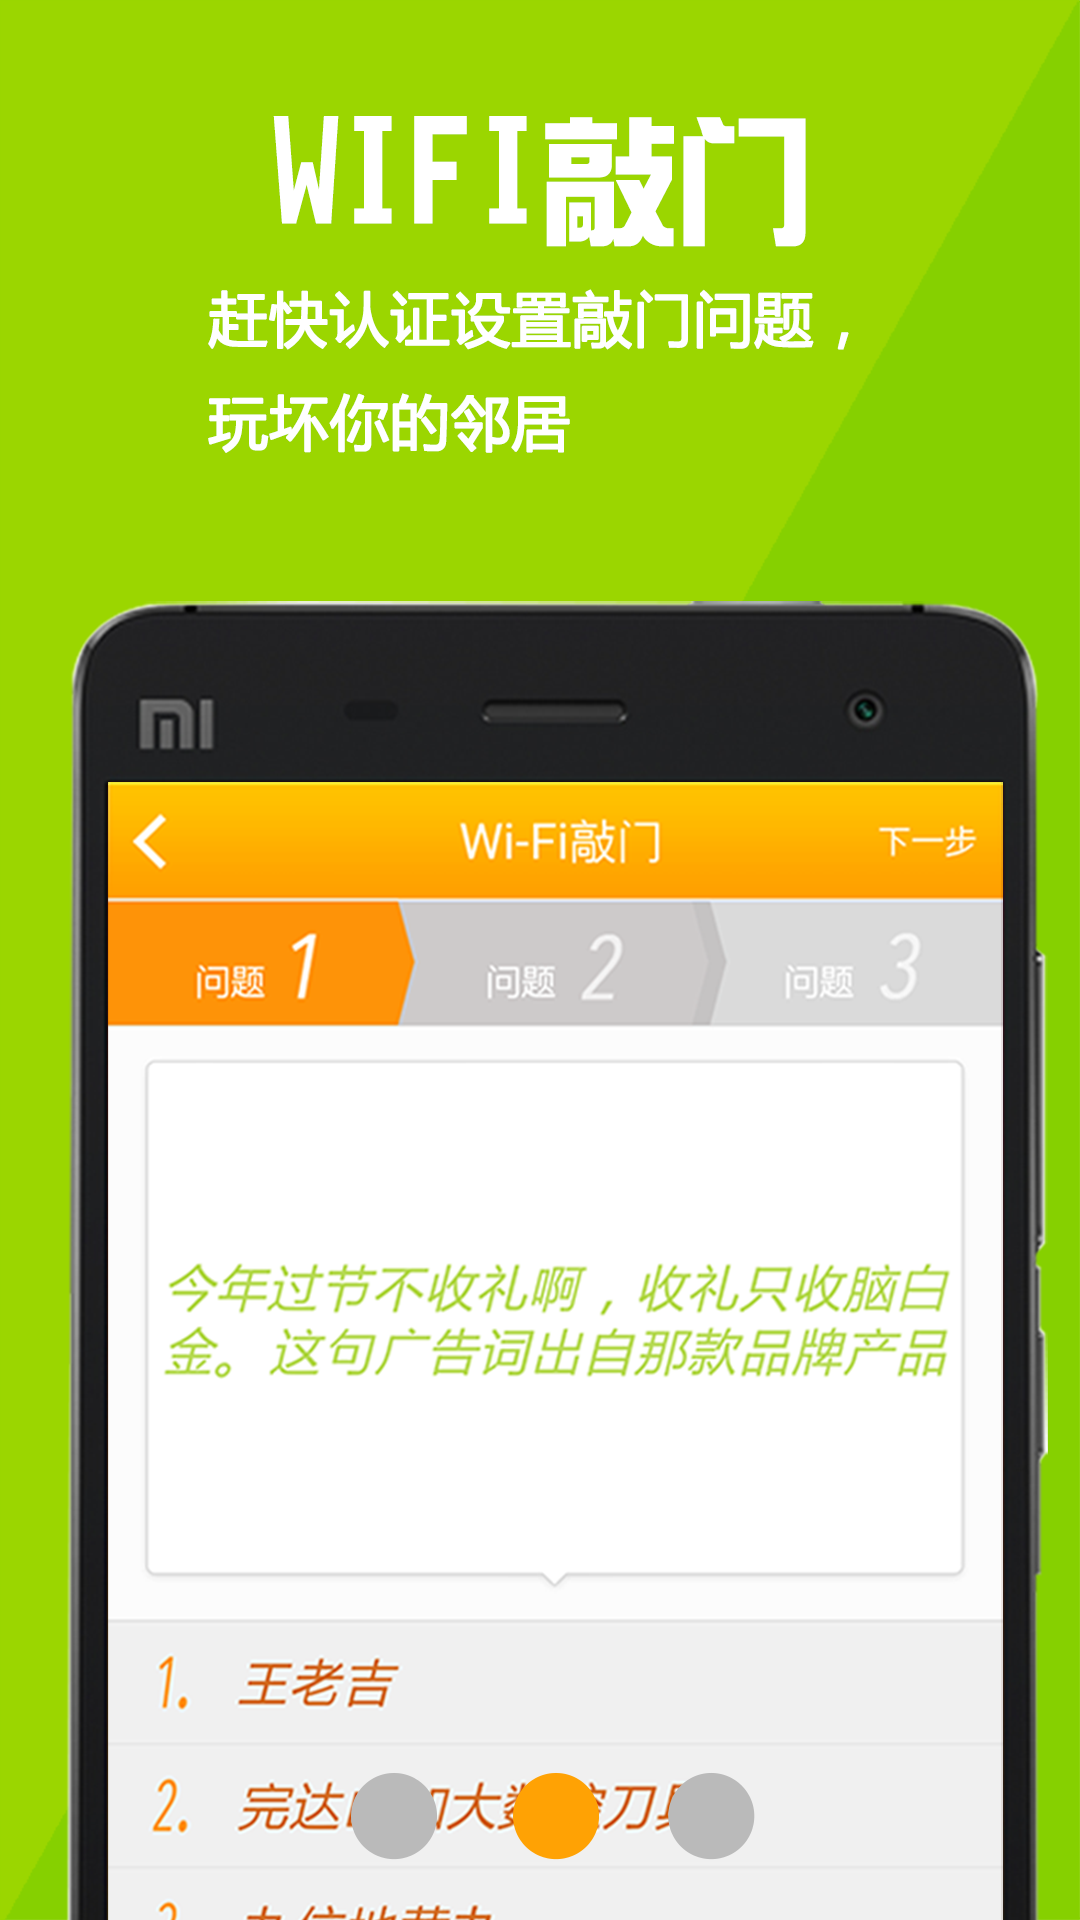 WIFI敲门
赶快认证设置敲门问题，
玩坏你的邻居
MI
Wi-Fi敲门
下一步
问题 1
问题 2
问题 3
今年过节不收礼啊，收礼只收脑白
金。这句广告词出自那款品牌产品
1. 王老吉
2. 完达 大 刀